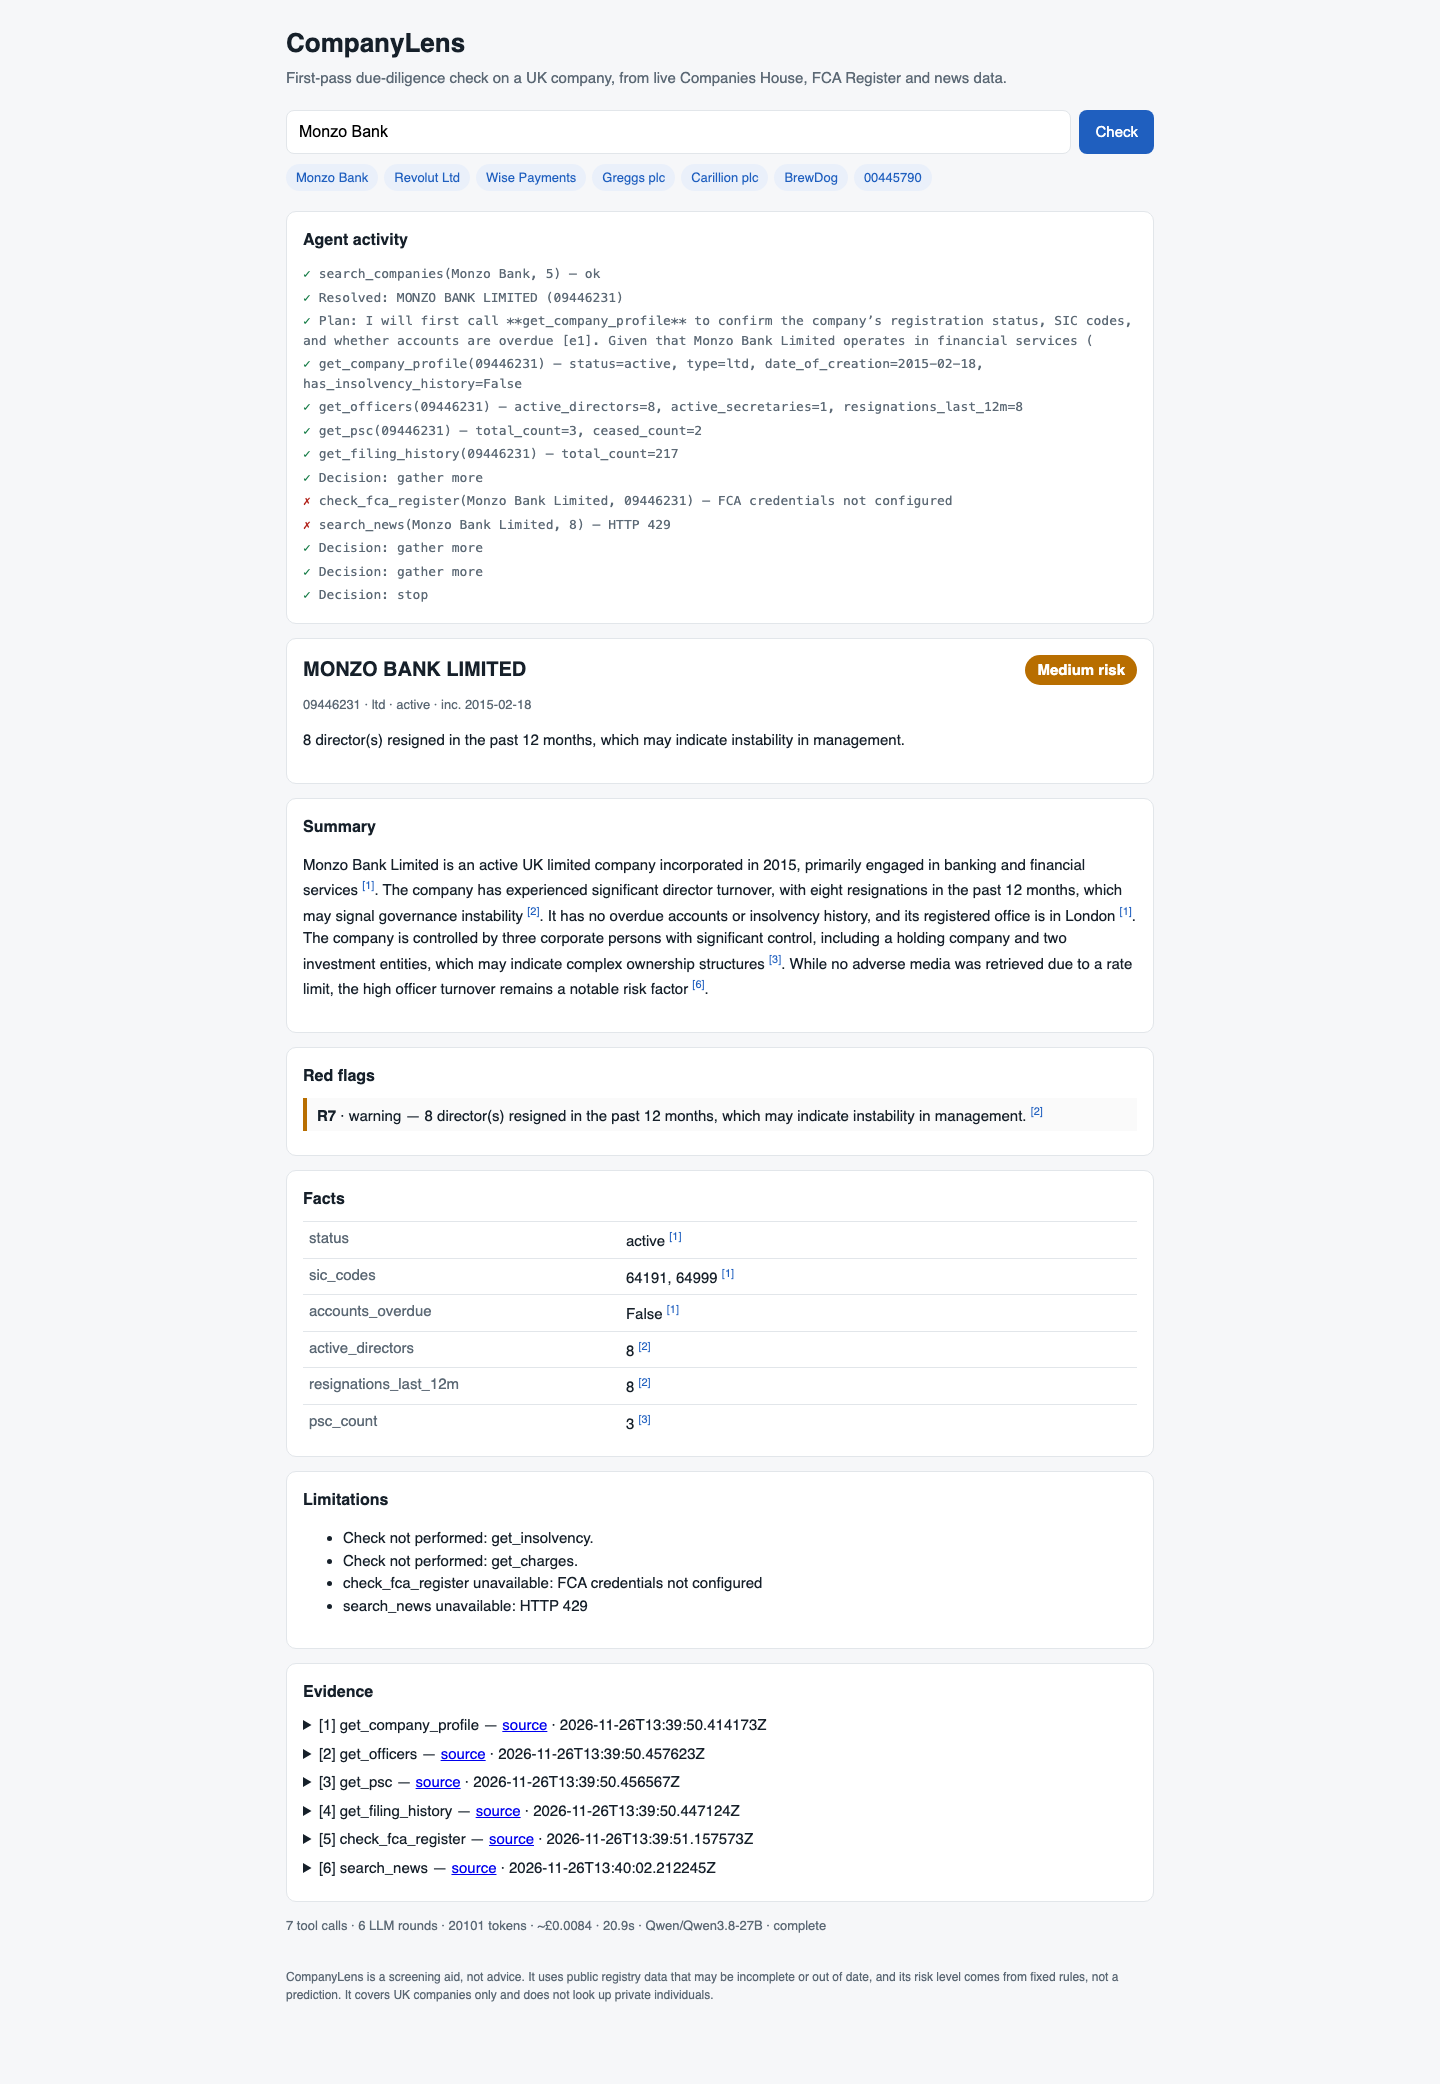 CompanyLens
First-pass due-diligence check on a UK company, from live Companies House, FCA Register and news data.
Monzo Bank
Check
Monzo Bank
Revolut Ltd
Wise Payments
Greggs plc
Carillion plc
BrewDog
00445790
Agent activity
✓ search_companies(Monzo Bank, 5) — ok
✓ Resolved: MONZO BANK LIMITED (09446231)
✓ Plan: I will first call **get_company_profile** to confirm the company’s registration status, SIC codes,
and whether accounts are overdue [e1]. Given that Monzo Bank Limited operates in financial services (
✓ get_company_profile(09446231) — status=active, type=ltd, date_of_creation=2015-02-18,
has_insolvency_history=False
✓ get_officers(09446231) — active_directors=8, active_secretaries=1, resignations_last_12m=8
✓ get_psc(09446231) — total_count=3, ceased_count=2
✓ get_filing_history(09446231) — total_count=217
✓ Decision: gather more
✗ check_fca_register(Monzo Bank Limited, 09446231) — FCA credentials not configured
✗ search_news(Monzo Bank Limited, 8) — HTTP 429
✓ Decision: gather more
✓ Decision: gather more
✓ Decision: stop
MONZO BANK LIMITED
Medium risk
09446231 · ltd · active · inc. 2015-02-18
8 director(s) resigned in the past 12 months, which may indicate instability in management.
Summary
Monzo Bank Limited is an active UK limited company incorporated in 2015, primarily engaged in banking and financial
services [1]. The company has experienced significant director turnover, with eight resignations in the past 12 months, which
may signal governance instability [2]. It has no overdue accounts or insolvency history, and its registered office is in London [1].
The company is controlled by three corporate persons with significant control, including a holding company and two
investment entities, which may indicate complex ownership structures [3]. While no adverse media was retrieved due to a rate
limit, the high officer turnover remains a notable risk factor [6].
Red flags
R7 · warning — 8 director(s) resigned in the past 12 months, which may indicate instability in management. [2]
Facts
status active [1]
sic_codes 64191, 64999 [1]
accounts_overdue False [1]
active_directors 8 [2]
resignations_last_12m 8 [2]
psc_count 3 [3]
Limitations
• Check not performed: get_insolvency.
• Check not performed: get_charges.
• check_fca_register unavailable: FCA credentials not configured
• search_news unavailable: HTTP 429
Evidence
▶ [1] get_company_profile — source · 2026-11-26T13:39:50.414173Z
▶ [2] get_officers — source · 2026-11-26T13:39:50.457623Z
▶ [3] get_psc — source · 2026-11-26T13:39:50.456567Z
▶ [4] get_filing_history — source · 2026-11-26T13:39:50.447124Z
▶ [5] check_fca_register — source · 2026-11-26T13:39:51.157573Z
▶ [6] search_news — source · 2026-11-26T13:40:02.212245Z
7 tool calls · 6 LLM rounds · 20101 tokens · ~£0.0084 · 20.9s · Qwen/Qwen3.8-27B · complete
CompanyLens is a screening aid, not advice. It uses public registry data that may be incomplete or out of date, and its risk level comes from fixed rules, not a
prediction. It covers UK companies only and does not look up private individuals.